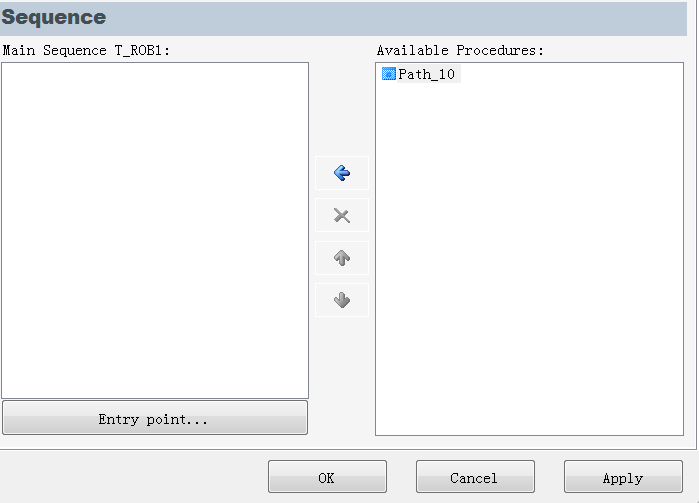 Sequence
Main Sequence T_ROB1:
Available Procedures:
Path_10
Entry point...
OK
Cancel
Apply